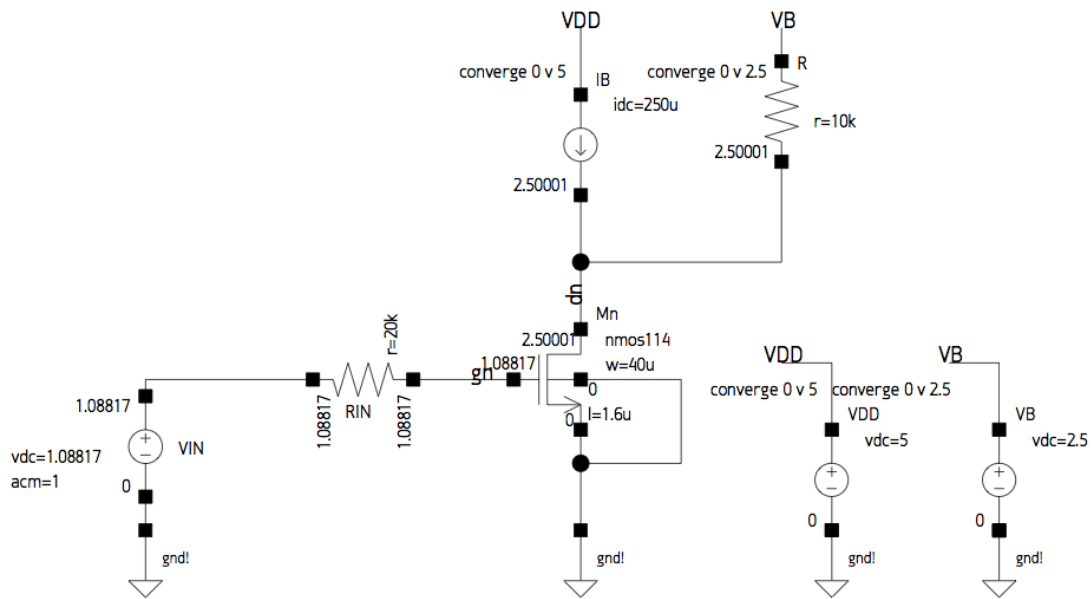 VDD
VB
converge 0 v 5
IB
idc=250u
converge 0 v 2.5
R
r=10k
2.50001
2.50001
dn
Mn
2.50001
nmos114
w=40u
r=20k
gn
1.08817
0
l=1.6u
0
1.08817
1.08817
RIN
1.08817
VIN
vdc=1.08817
acm=1
0
gnd!
gnd!
VDD
VB
converge 0 v 5
converge 0 v 2.5
VDD
vdc=5
VB
vdc=2.5
0
0
gnd!
gnd!